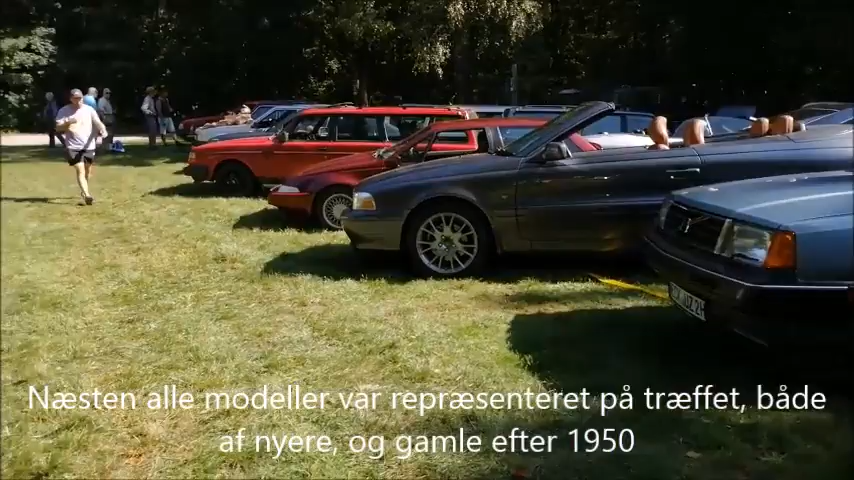 Næsten alle modeller var repræsenteret på træffet, både
af nyere, og gamle efter 1950